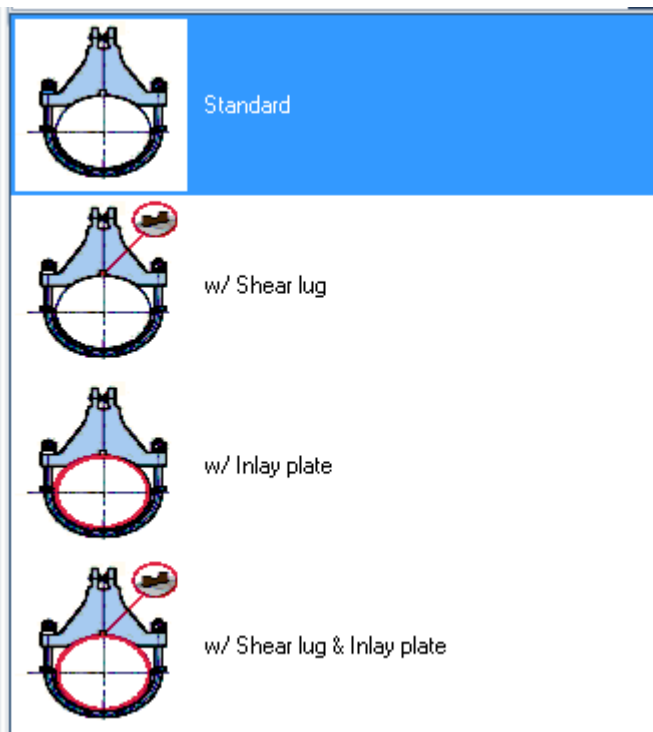 Standard
w/ Shear lug
w/ Inlay plate
w/ Shear lug & Inlay plate